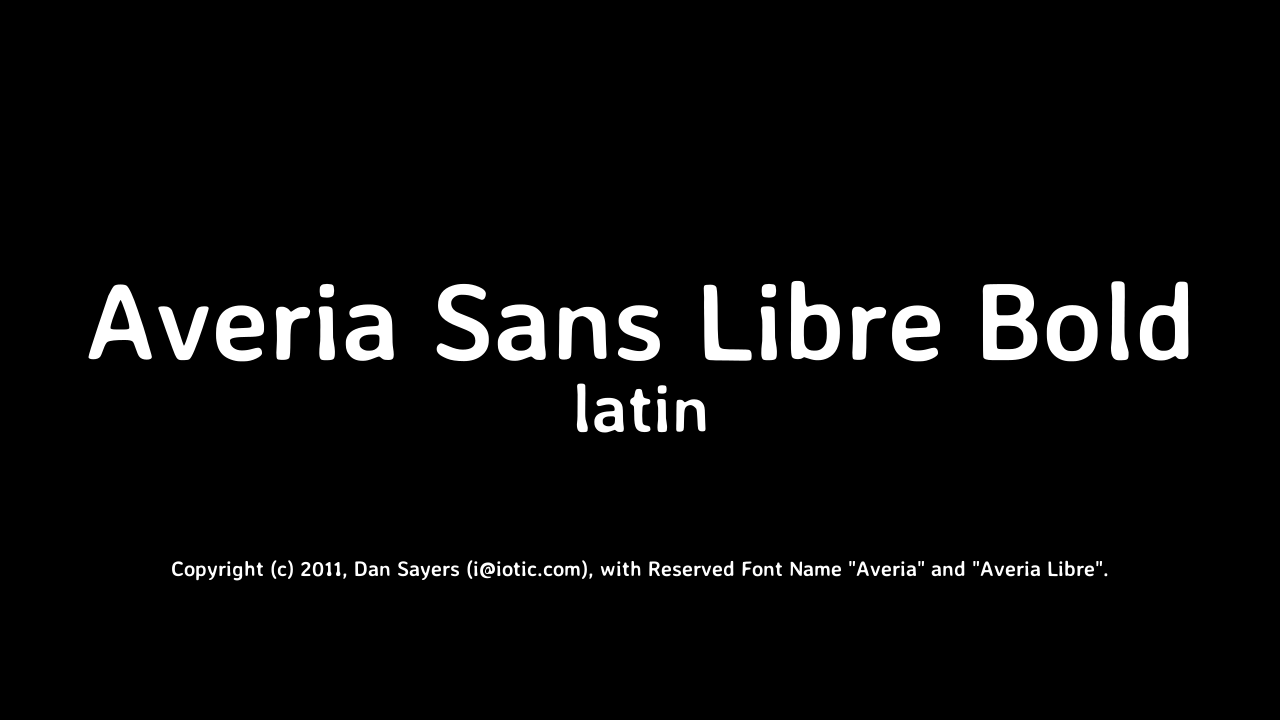 Averia Sans Libre Bold
latin
Copyright (c) 2011, Dan Sayers (i@iotic.com), with Reserved Font Name "Averia" and "Averia Libre".